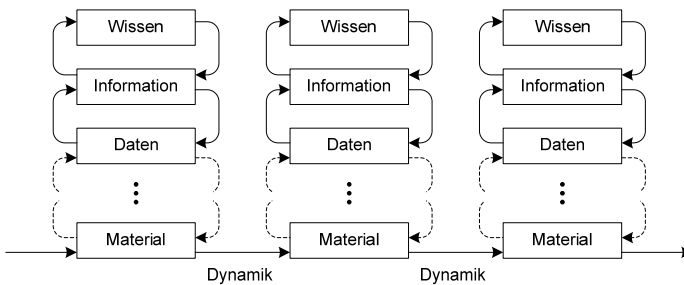 Wissen Wissen Wissen
Information Information Information
Daten Daten Daten
Material Material Material
Dynamik Dynamik